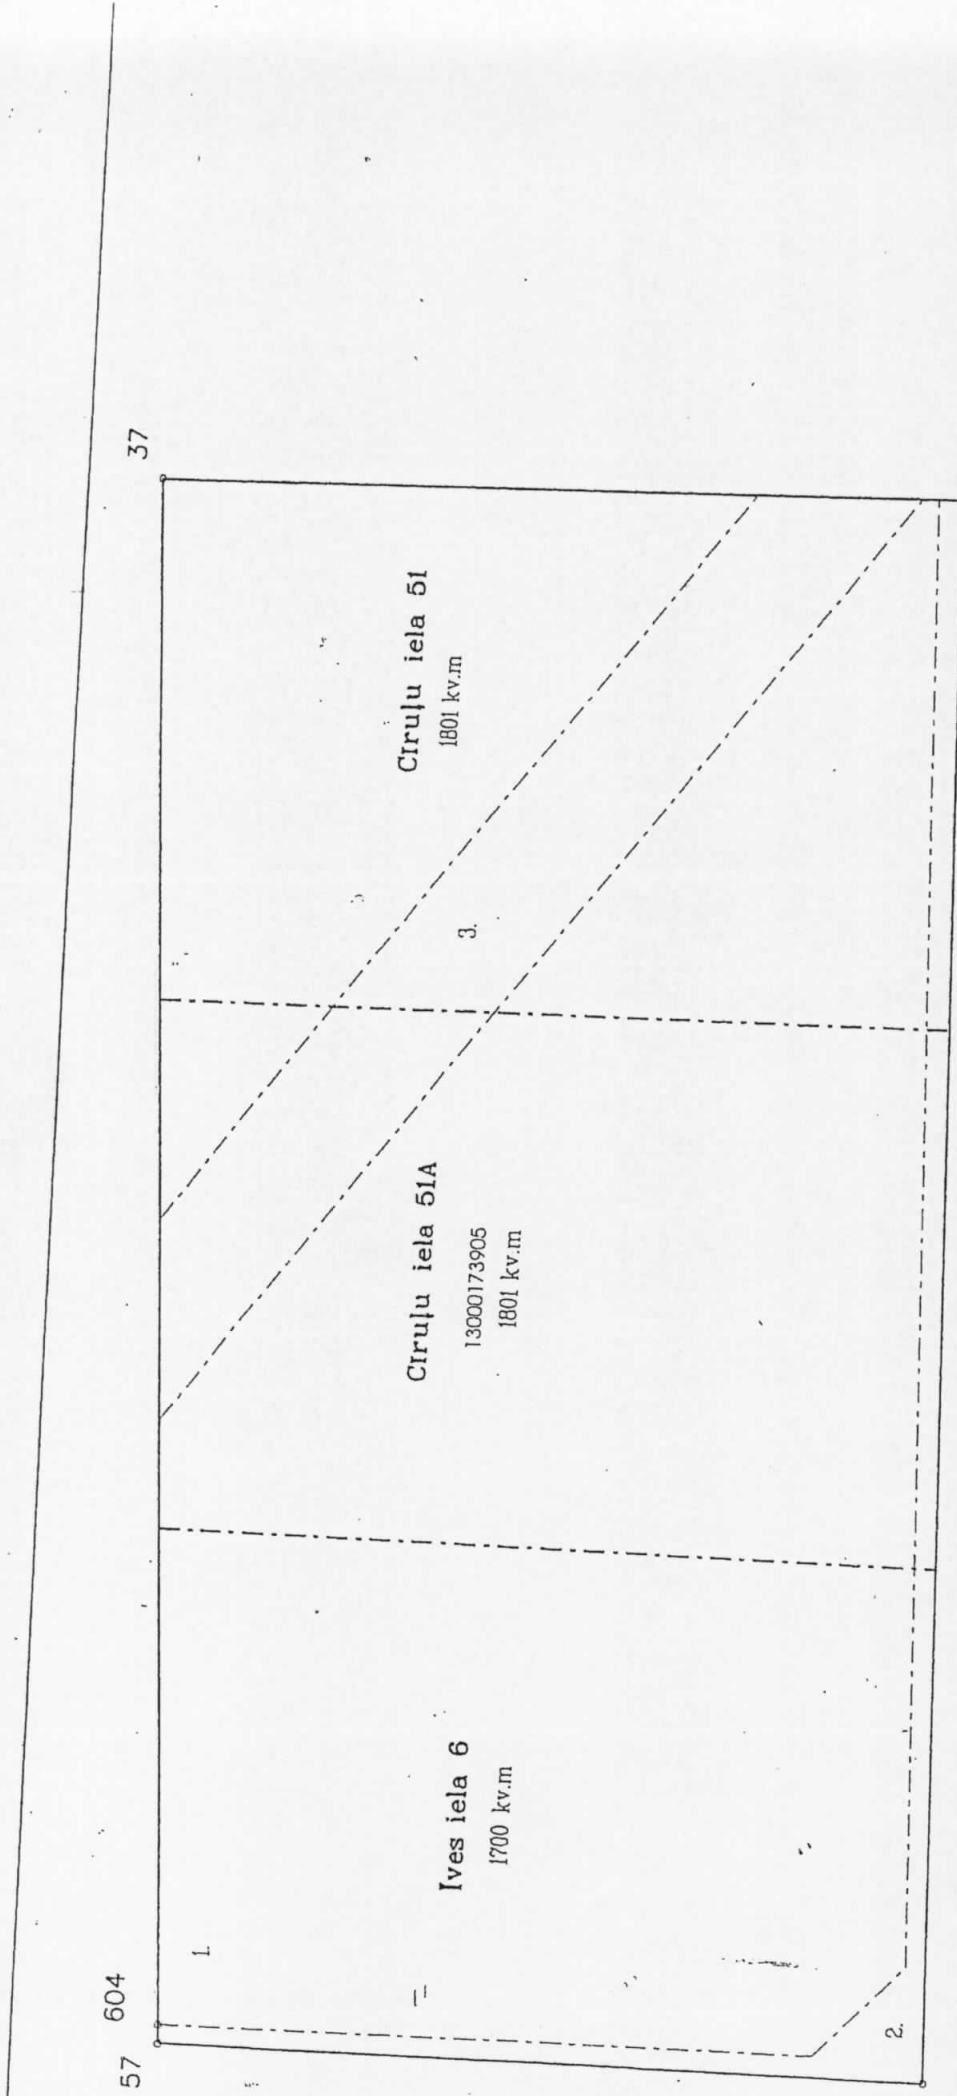 57
604
37
1.
Ives iela 6
1700 kv.m
2.
Cīruļu iela 51A
13000173905
1801 kv.m
3.
Cīruļu iela 51
1801 kv.m